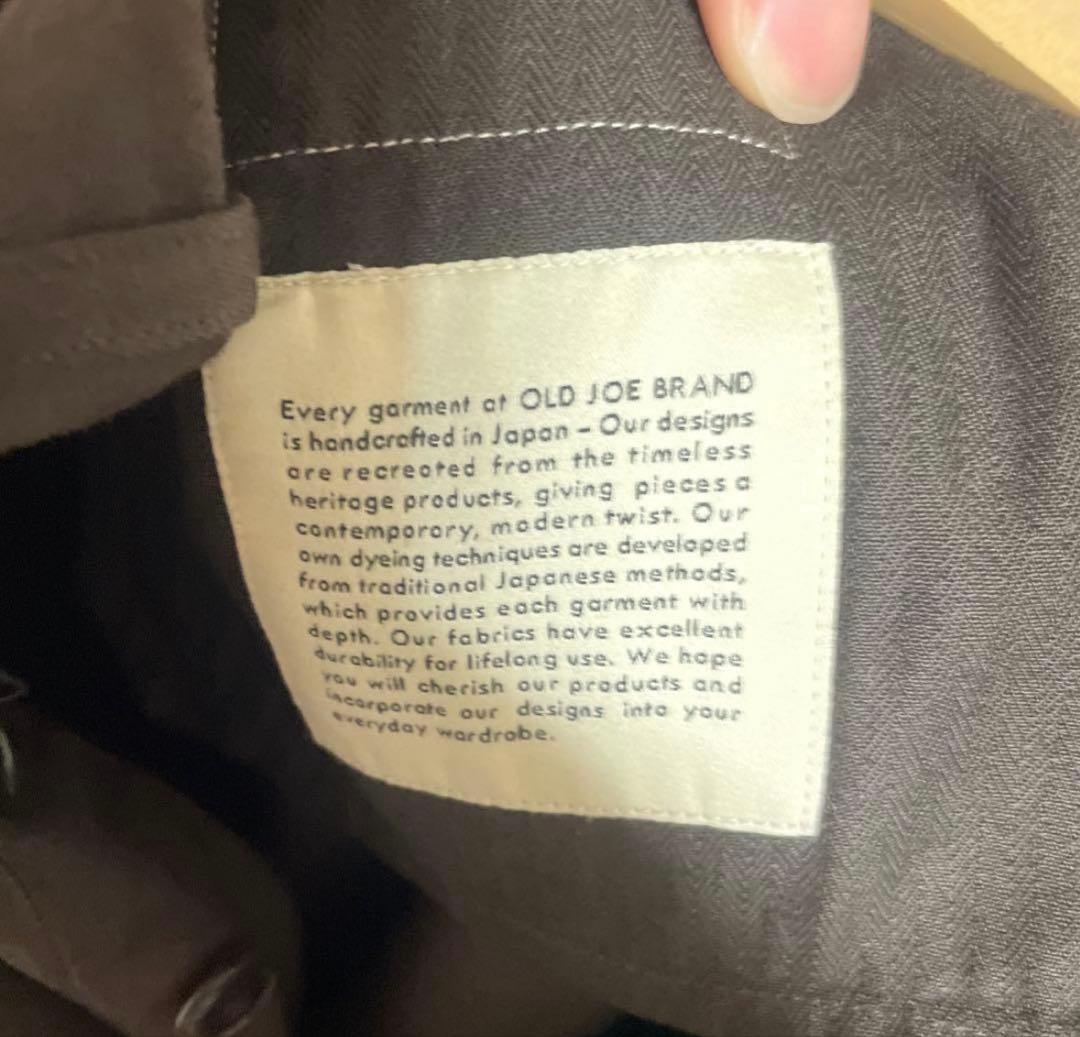 Every garment at OLD JOE BRAND
is handcrafted in Japan – Our designs
are recreated from the timeless
heritage products, giving pieces a
contemporary, modern twist. Our
own dyeing techniques are developed
from traditional Japanese methods,
which provides each garment with
depth. Our fabrics have excellent
durability for lifelong use. We hope
you will cherish our products and
incorporate our designs into your
everyday wardrobe.